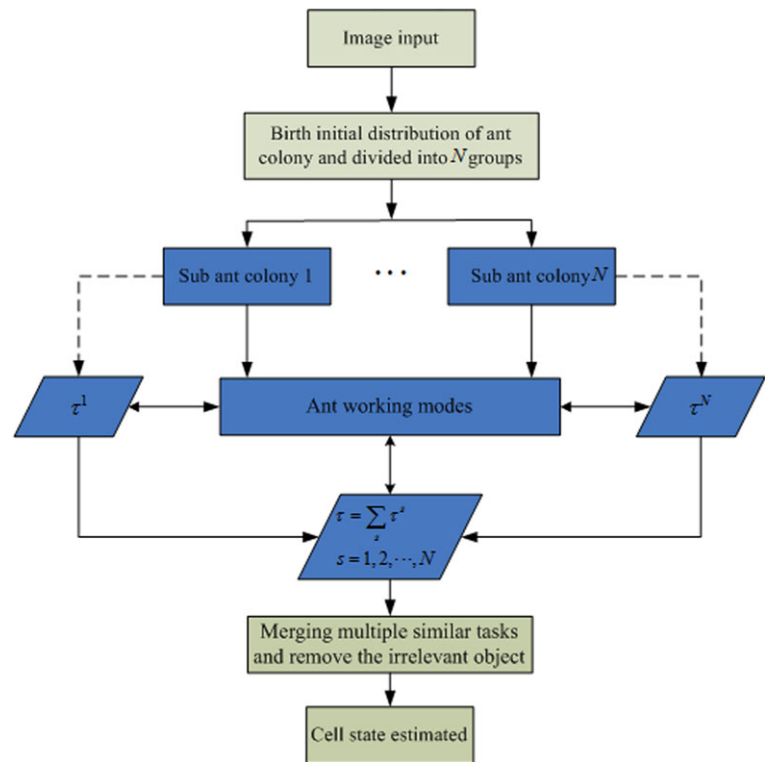 Image input
Birth initial distribution of ant
colony and divided into N groups
Sub ant colony 1
...
Sub ant colony N
τ¹
Ant working modes
τᴺ
τ = ∑ₛ τˢ
s = 1, 2, ⋯, N
Merging multiple similar tasks
and remove the irrelevant object
Cell state estimated